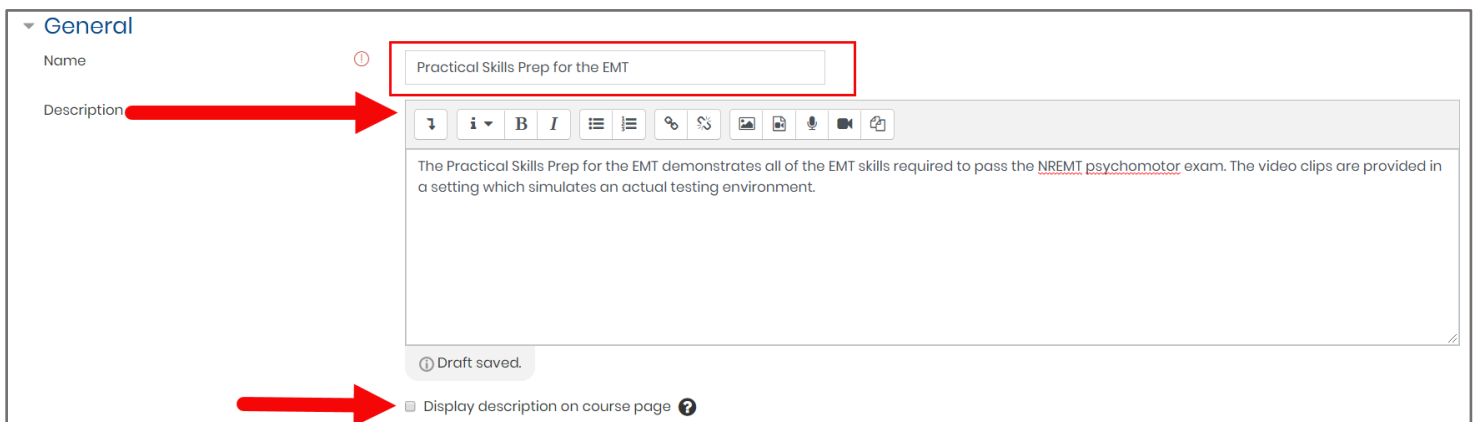 General
Name
Practical Skills Prep for the EMT
Description
i B I
The Practical Skills Prep for the EMT demonstrates all of the EMT skills required to pass the NREMT psychomotor exam. The video clips are provided in
a setting which simulates an actual testing environment.
Draft saved.
Display description on course page